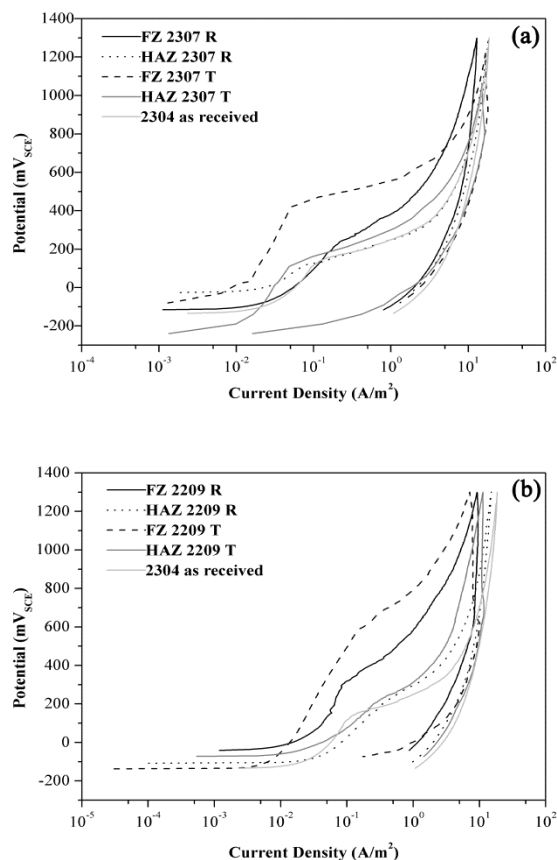 (a)
FZ 2307 R
HAZ 2307 R
FZ 2307 T
HAZ 2307 T
2304 as received
Potential (mV_SCE)
1400
1200
1000
800
600
400
200
0
-200
10^-4
10^-3
10^-2
10^-1
10^0
10^1
10^2
Current Density (A/m^2)
(b)
FZ 2209 R
HAZ 2209 R
FZ 2209 T
HAZ 2209 T
2304 as received
Potential (mV_SCE)
1400
1200
1000
800
600
400
200
0
-200
10^-5
10^-4
10^-3
10^-2
10^-1
10^0
10^1
10^2
Current Density (A/m^2)